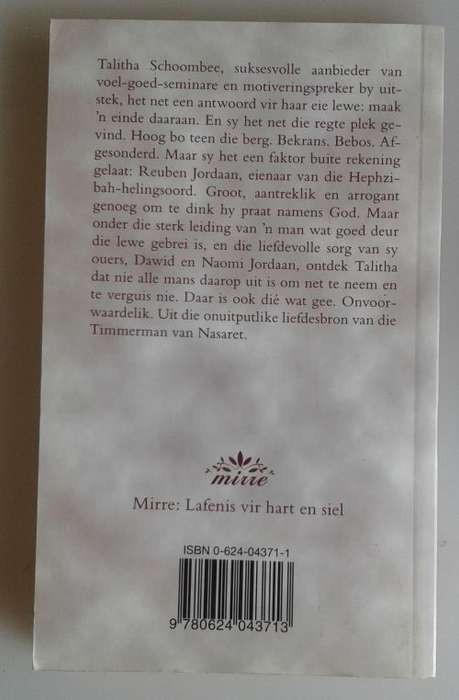 Talitha Schoombee, suksesvolle aanbieder van
voel-goed-seminare en motiveringspreker by uit-
stek, het net een antwoord vir haar eie lewe: maak
'n einde daaraan. En sy het net die regte plek ge-
vind. Hoog bo teen die berg. Bekrans. Bebos. Af-
gesonderd. Maar sy het een faktor buite rekening
gelaat: Reuben Jordaan, eienaar van die Hephzi-
bah-helingsoord. Groot, aantreklik en arrogant
genoeg om te dink hy praat namens God. Maar
onder die sterk leiding van 'n man wat goed deur
die lewe gebrei is, en die liefdevolle sorg van sy
ouers, Dawid en Naomi Jordaan, ontdek Talitha
dat nie alle mans daarop uit is om net te neem en
te verguis nie. Daar is ook dié wat gee. Onvoor-
waardelik. Uit die onuitputlike liefdesbron van die
Timmerman van Nasaret.
mirre
Mirre: Lafenis vir hart en siel
ISBN 0-624-04371-1
9 780624 043713